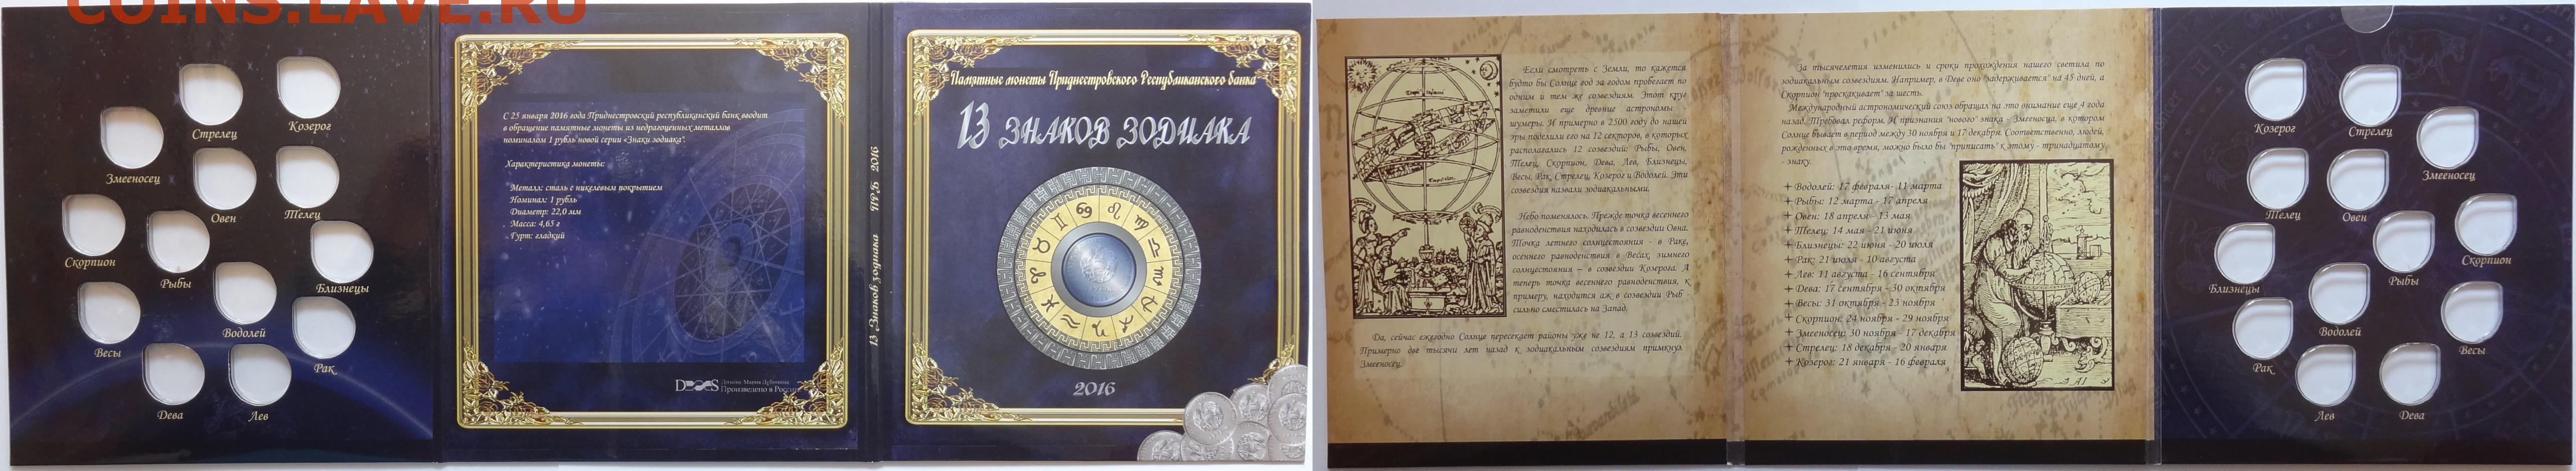 COINS.LAVE.RU
Козерог
Стрелец
Змееносец
Овен
Телец
Скорпион
Рыбы
Близнецы
Водолей
Весы
Рак
Дева
Лев
С 25 января 2016 года Приднестровский республиканский банк вводит
в обращение памятные монеты из недрагоценных металлов
номиналом 1 рубль новой серии «Знаки зодиака".
Характеристика монеты:
Металл: сталь с никелевым покрытием
Номинал: 1 рубль
Диаметр: 22,0 мм
Масса: 4,65 г
Гурт: гладкий
Произведено в России
13 Знаков зодиака ПРБ 2016
Памятные монеты Приднестровского Республиканского банка
13 ЗНАКОВ ЗОДИАКА
2016
Если смотреть с Земли, то кажется
будто бы Солнце год за годом пробегает по
одним и тем же созвездиям. Этот круг
заметили еще древние астрономы -
шумеры. И примерно в 2500 году до нашей
эры поделили его на 12 секторов, в которых
располагались 12 созвездий: Рыбы, Овен,
Телец, Скорпион, Дева, Лев, Близнецы,
Весы, Рак, Стрелец, Козерог и Водолей. Эти
созвездия назвали зодиакальными.
Небо поменялось. Прежде точка весеннего
равноденствия находилась в созвездии Овна.
Точка летнего солнцестояния - в Раке,
осеннего равноденствия в Весах, зимнего
солнцестояния – в созвездии Козерога. А
теперь точка весеннего равноденствия, к
примеру, находится аж в созвездии Рыб -
сильно сместилась на Запад.
Да, сейчас ежегодно Солнце пересекает районы уже не 12, а 13 созвездий.
Примерно две тысячи лет назад к зодиакальным созвездиям примкнул
Змееносец.
За тысячелетия изменились и сроки прохождения нашего светила по
зодиакальным созвездиям. Например, в Деве оно "задерживается" на 45 дней, а
Скорпион "проскакивает" за шесть.
Международный астрономический союз обращал на это внимание еще 4 года
назад. Требовал реформ. И признания "нового" знака - Змееносца, в котором
Солнце бывает в период между 30 ноября и 17 декабря. Соответственно, людей,
рожденных в это время, можно было бы "приписать" к этому - тринадцатому
- знаку.
Водолей: 17 февраля- 11 марта
Рыбы: 12 марта - 17 апреля
Овен: 18 апреля- 13 мая
Телец: 14 мая - 21 июня
Близнецы: 22 июня - 20 июля
Рак: 21 июля - 10 августа
Лев: 11 августа - 16 сентября
Дева: 17 сентября - 30 октября
Весы: 31 октября - 23 ноября
Скорпион: 24 ноября - 29 ноября
Змееносец: 30 ноября - 17 декабря
Стрелец: 18 декабря - 20 января
Козерог: 21 января - 16 февраля
Козерог
Стрелец
Змееносец
Телец
Овен
Скорпион
Рыбы
Близнецы
Водолей
Весы
Рак
Лев
Дева